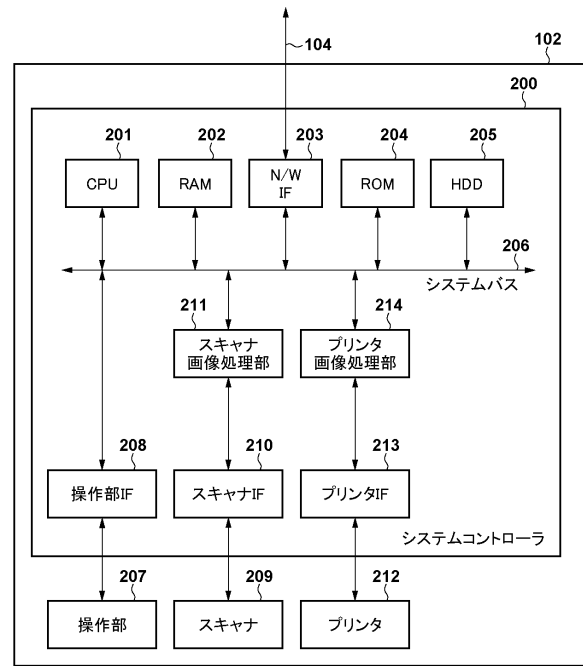 104
102
200
201
202
203
204
205
CPU
RAM
N/W
IF
ROM
HDD
206
システムバス
211
214
スキャナ
画像処理部
プリンタ
画像処理部
208
210
213
操作部IF
スキャナIF
プリンタIF
システムコントローラ
207
209
212
操作部
スキャナ
プリンタ